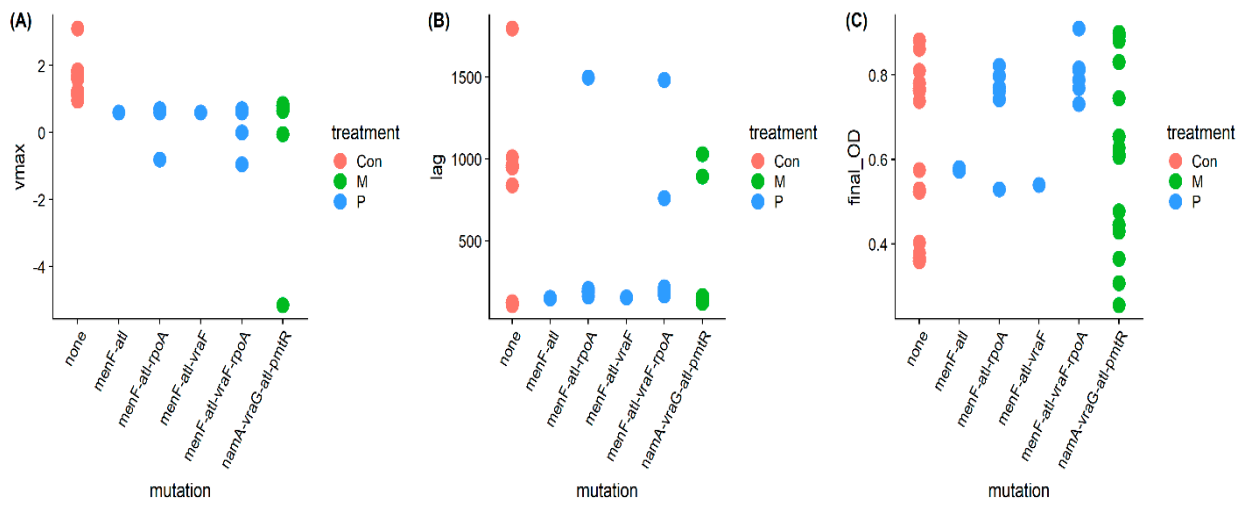 (A)
vmax
2
0
-2
-4
none
menF-atl
menF-atl-rpoA
menF-atl-vraF
menF-atl-vraF-rpoA
namA-vraG-atl-pmtR
mutation
treatment
Con
M
P
(B)
lag
1500
1000
500
none
menF-atl
menF-atl-rpoA
menF-atl-vraF
menF-atl-vraF-rpoA
namA-vraG-atl-pmtR
mutation
treatment
Con
M
P
(C)
final_OD
0.8
0.6
0.4
none
menF-atl
menF-atl-rpoA
menF-atl-vraF
menF-atl-vraF-rpoA
namA-vraG-atl-pmtR
mutation
treatment
Con
M
P